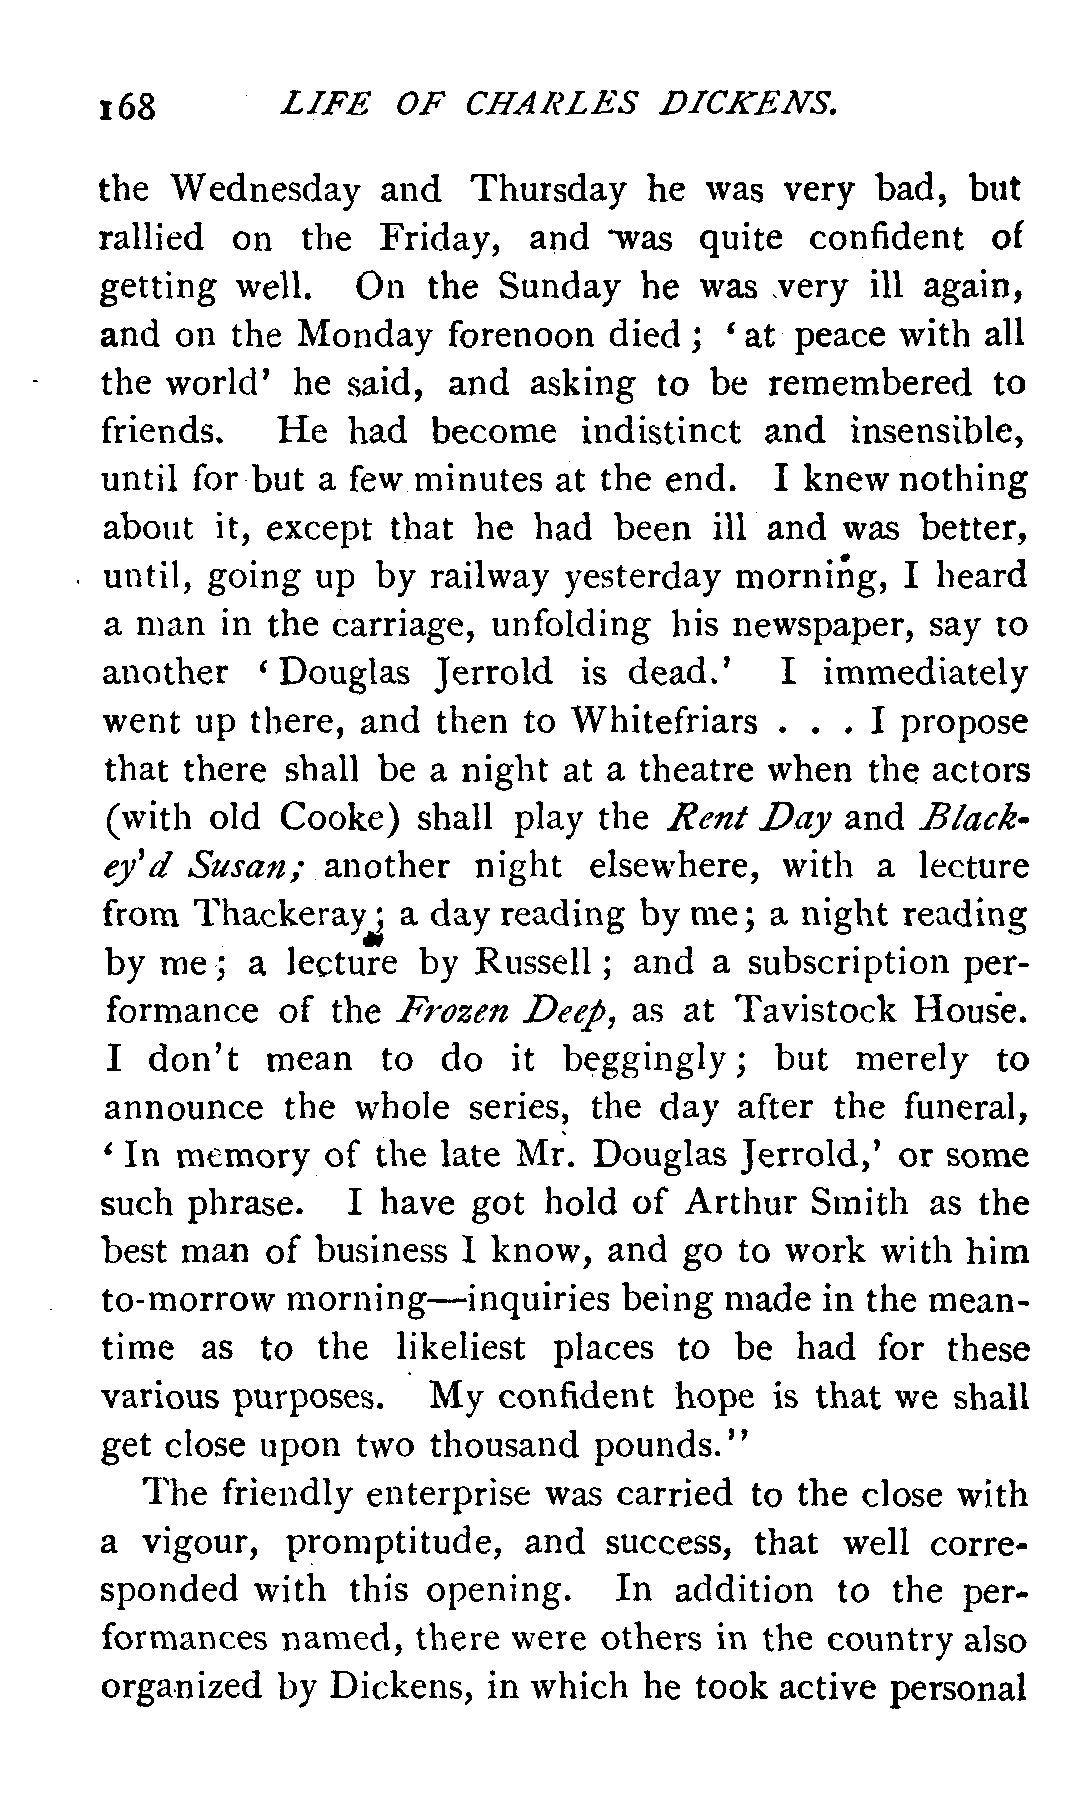 168 LIFE OF CHARLES DICKENS.
the Wednesday and Thursday he was very bad, but
rallied on the Friday, and was quite confident of
getting well. On the Sunday he was very ill again,
and on the Monday forenoon died; ‘at peace with all
the world’ he said, and asking to be remembered to
friends. He had become indistinct and insensible,
until for but a few minutes at the end. I knew nothing
about it, except that he had been ill and was better,
until, going up by railway yesterday morning, I heard
a man in the carriage, unfolding his newspaper, say to
another ‘Douglas Jerrold is dead.’ I immediately
went up there, and then to Whitefriars . . . I propose
that there shall be a night at a theatre when the actors
(with old Cooke) shall play the Rent Day and Black-
ey’d Susan; another night elsewhere, with a lecture
from Thackeray; a day reading by me; a night reading
by me; a lecture by Russell; and a subscription per-
formance of the Frozen Deep, as at Tavistock House.
I don’t mean to do it beggingly; but merely to
announce the whole series, the day after the funeral,
‘In memory of the late Mr. Douglas Jerrold,’ or some
such phrase. I have got hold of Arthur Smith as the
best man of business I know, and go to work with him
to-morrow morning—inquiries being made in the mean-
time as to the likeliest places to be had for these
various purposes. My confident hope is that we shall
get close upon two thousand pounds.”
The friendly enterprise was carried to the close with
a vigour, promptitude, and success, that well corre-
sponded with this opening. In addition to the per-
formances named, there were others in the country also
organized by Dickens, in which he took active personal